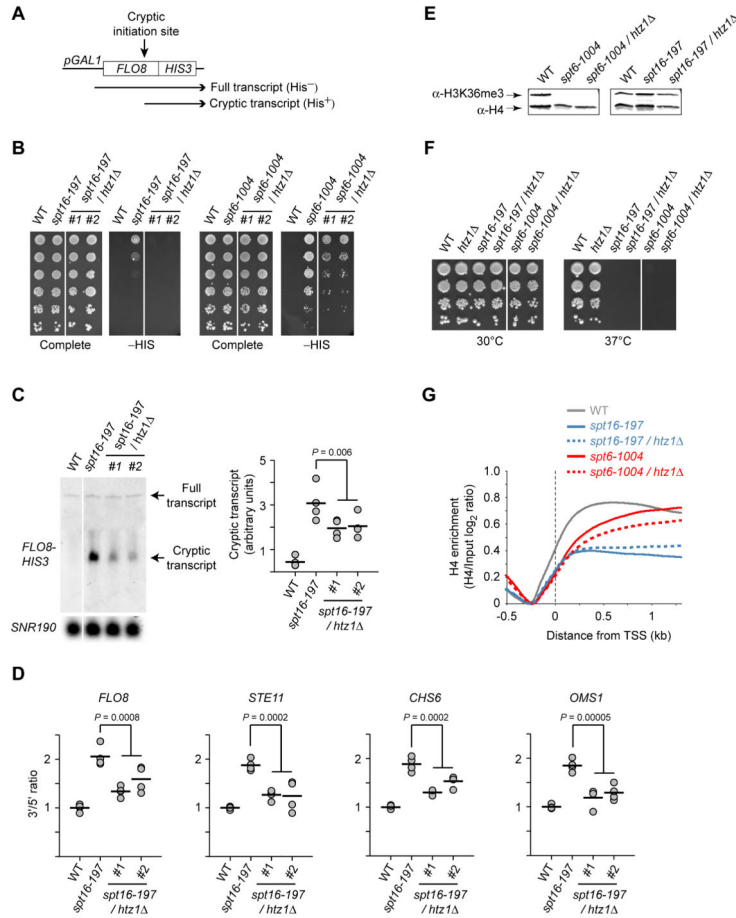 A
Cryptic
initiation site
pGAL1
FLO8
HIS3
Full transcript (His−)
Cryptic transcript (His+)
B
WT
spt16-197
spt16-197
/ htz1Δ
#1 #2
WT
spt16-197
spt16-197
/ htz1Δ
#1 #2
WT
spt6-1004
spt6-1004
/ htz1Δ
#1 #2
WT
spt6-1004
spt6-1004
/ htz1Δ
#1 #2
Complete
−HIS
Complete
−HIS
C
WT
spt16-197
spt16-197
/ htz1Δ
#1 #2
Full
transcript
FLO8-
HIS3
Cryptic
transcript
SNR190
P = 0.006
Cryptic transcript
(arbitrary units)
5
3
1
WT
spt16-197
#1
#2
spt16-197
/ htz1Δ
D
FLO8
P = 0.0008
3'/5' ratio
2
1
WT
spt16-197
#1
#2
spt16-197
/htz1Δ
STE11
P = 0.0002
2
1
WT
spt16-197
#1
#2
spt16-197
/htz1Δ
CHS6
P = 0.0002
2
1
WT
spt16-197
#1
#2
spt16-197
/htz1Δ
OMS1
P = 0.00005
2
1
WT
spt16-197
#1
#2
spt16-197
/htz1Δ
E
WT
spt6-1004
spt6-1004 / htz1Δ
WT
spt16-197
spt16-197 / htz1Δ
α-H3K36me3
α-H4
F
WT
htz1Δ
spt16-197
spt16-197 / htz1Δ
spt6-1004
spt6-1004 / htz1Δ
WT
htz1Δ
spt16-197
spt16-197 / htz1Δ
spt6-1004
spt6-1004 / htz1Δ
30°C
37°C
G
WT
spt16-197
spt16-197 / htz1Δ
spt6-1004
spt6-1004 / htz1Δ
H4 enrichment
(H4/Input log2 ratio)
1.0
0.8
0.6
0.4
0.2
0
-0.5
0
0.5
1
Distance from TSS (kb)